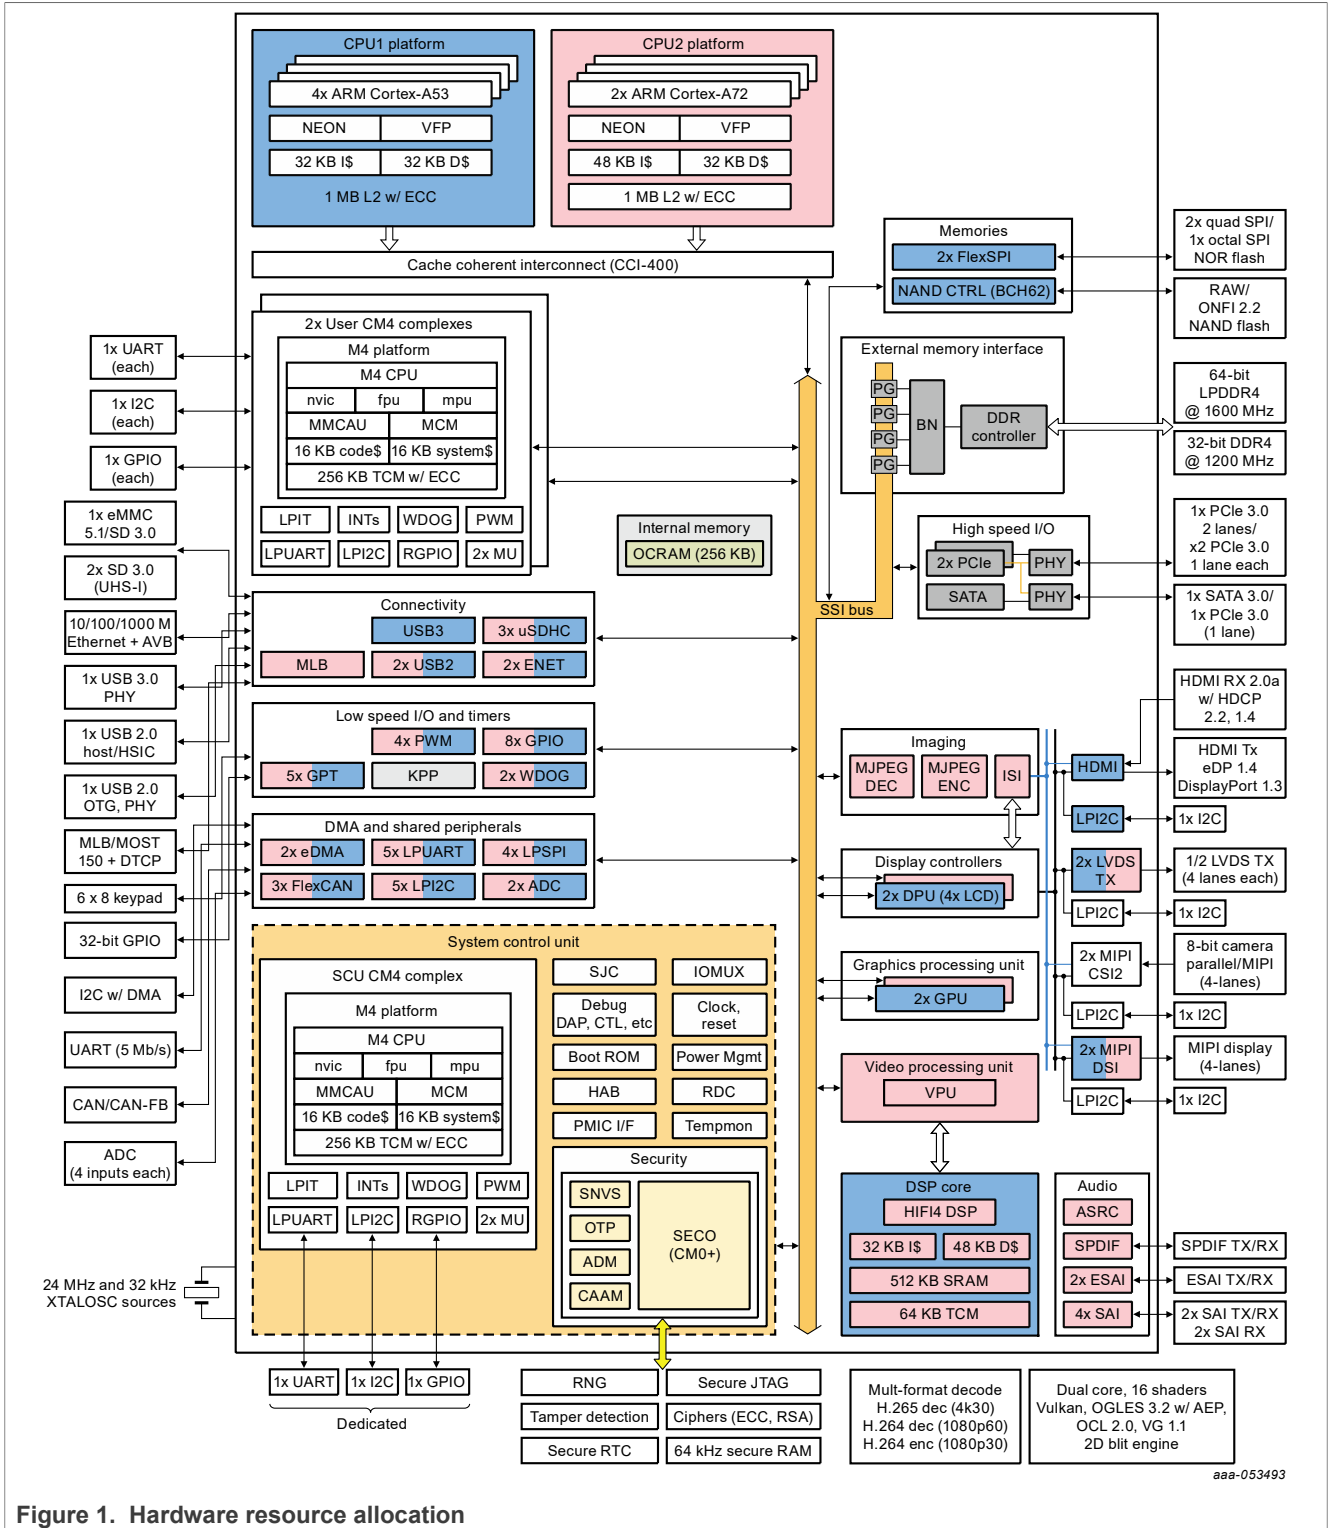 CPU1 platform
4x ARM Cortex-A53
NEON
VFP
32 KB I$
32 KB D$
1 MB L2 w/ ECC
CPU2 platform
2x ARM Cortex-A72
NEON
VFP
48 KB I$
32 KB D$
1 MB L2 w/ ECC
Cache coherent interconnect (CCI-400)
Memories
2x FlexSPI
NAND CTRL (BCH62)
2x quad SPI/
1x octal SPI
NOR flash
RAW/
ONFI 2.2
NAND flash
1x UART
(each)
1x I2C
(each)
1x GPIO
(each)
2x User CM4 complexes
M4 platform
M4 CPU
nvic
fpu
mpu
MMCAU
MCM
16 KB code$
16 KB system$
256 KB TCM w/ ECC
LPIT
INTs
WDOG
PWM
LPUART
LPI2C
RGPIO
2x MU
Internal memory
OCRAM (256 KB)
External memory interface
PG
PG
PG
PG
BN
DDR
controller
64-bit
LPDDR4
@ 1600 MHz
32-bit DDR4
@ 1200 MHz
High speed I/O
2x PCIe
PHY
SATA
PHY
1x PCIe 3.0
2 lanes/
x2 PCIe 3.0
1 lane each
1x SATA 3.0/
1x PCIe 3.0
(1 lane)
SSI bus
1x eMMC
5.1/SD 3.0
2x SD 3.0
(UHS-I)
10/100/1000 M
Ethernet + AVB
1x USB 3.0
PHY
1x USB 2.0
host/HSIC
1x USB 2.0
OTG, PHY
MLB/MOST
150 + DTCP
6 x 8 keypad
32-bit GPIO
I2C w/ DMA
UART (5 Mb/s)
CAN/CAN-FB
ADC
(4 inputs each)
Connectivity
USB3
3x uSDHC
MLB
2x USB2
2x ENET
Low speed I/O and timers
4x PWM
8x GPIO
5x GPT
KPP
2x WDOG
DMA and shared peripherals
2x eDMA
5x LPUART
4x LPSPI
3x FlexCAN
5x LPI2C
2x ADC
Imaging
MJPEG
DEC
MJPEG
ENC
ISI
HDMI
HDMI RX 2.0a
w/ HDCP
2.2, 1.4
HDMI Tx
eDP 1.4
DisplayPort 1.3
LPI2C
1x I2C
Display controllers
2x DPU (4x LCD)
2x LVDS
TX
1/2 LVDS TX
(4 lanes each)
LPI2C
1x I2C
Graphics processing unit
2x GPU
2x MIPI
CSI2
8-bit camera
parallel/MIPI
(4-lanes)
LPI2C
1x I2C
Video processing unit
VPU
2x MIPI
DSI
MIPI display
(4-lanes)
LPI2C
1x I2C
System control unit
SCU CM4 complex
M4 platform
M4 CPU
nvic
fpu
mpu
MMCAU
MCM
16 KB code$
16 KB system$
256 KB TCM w/ ECC
LPIT
INTs
WDOG
PWM
LPUART
LPI2C
RGPIO
2x MU
SJC
IOMUX
Debug
DAP, CTL, etc
Clock,
reset
Boot ROM
Power Mgmt
HAB
RDC
PMIC I/F
Tempmon
Security
SNVS
OTP
ADM
CAAM
SECO
(CM0+)
DSP core
HIFI4 DSP
32 KB I$
48 KB D$
512 KB SRAM
64 KB TCM
Audio
ASRC
SPDIF
2x ESAI
4x SAI
SPDIF TX/RX
ESAI TX/RX
2x SAI TX/RX
2x SAI RX
24 MHz and 32 kHz
XTALOSC sources
1x UART
1x I2C
1x GPIO
Dedicated
RNG
Secure JTAG
Tamper detection
Ciphers (ECC, RSA)
Secure RTC
64 kHz secure RAM
Mult-format decode
H.265 dec (4k30)
H.264 dec (1080p60)
H.264 enc (1080p30)
Dual core, 16 shaders
Vulkan, OGLES 3.2 w/ AEP,
OCL 2.0, VG 1.1
2D blit engine
aaa-053493
Figure 1. Hardware resource allocation